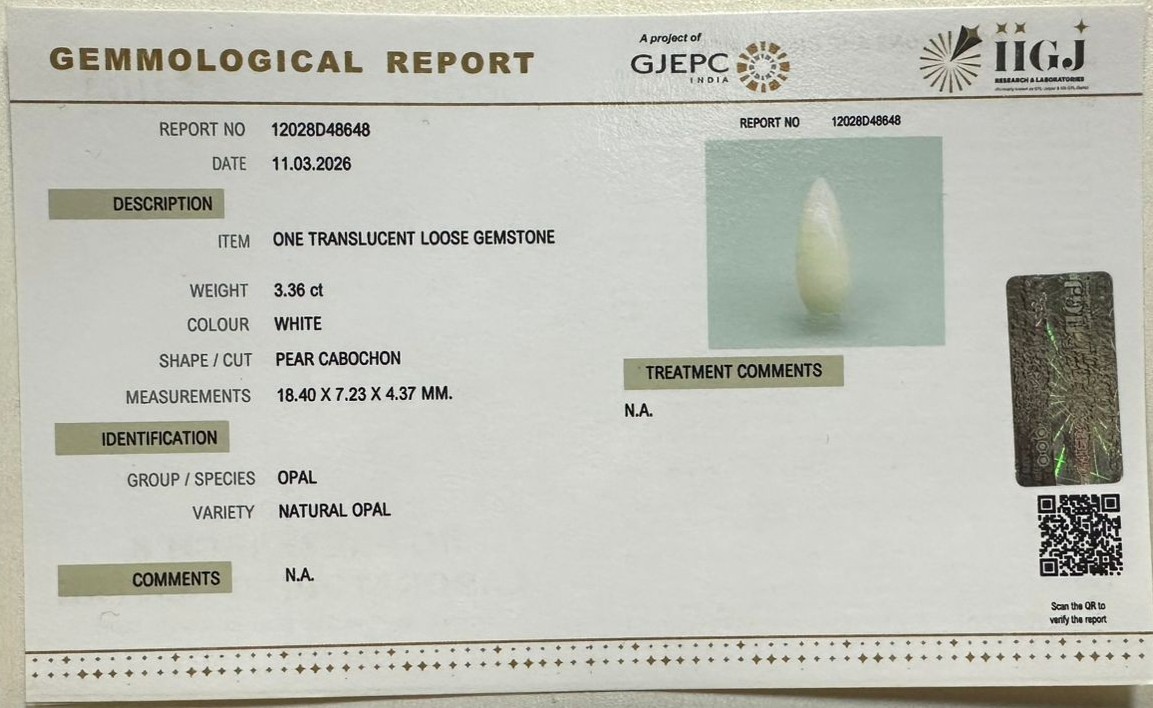 GEMMOLOGICAL REPORT
A project of
GJEPC
INDIA
IIGJ
RESEARCH & LABORATORIES
REPORT NO 12028D48648
DATE 11.03.2026
DESCRIPTION
ITEM ONE TRANSLUCENT LOOSE GEMSTONE
WEIGHT 3.36 ct
COLOUR WHITE
SHAPE / CUT PEAR CABOCHON
MEASUREMENTS 18.40 X 7.23 X 4.37 MM.
IDENTIFICATION
GROUP / SPECIES OPAL
VARIETY NATURAL OPAL
COMMENTS N.A.
REPORT NO 12028D48648
TREATMENT COMMENTS
N.A.
IIGJ
Scan the QR to
verify the report